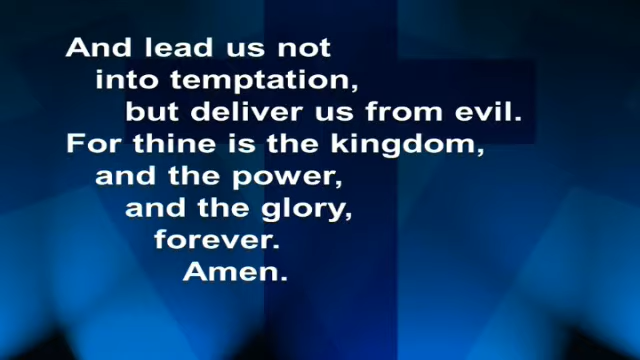 And lead us not
into temptation,
but deliver us from evil.
For thine is the kingdom,
and the power,
and the glory,
forever.
Amen.